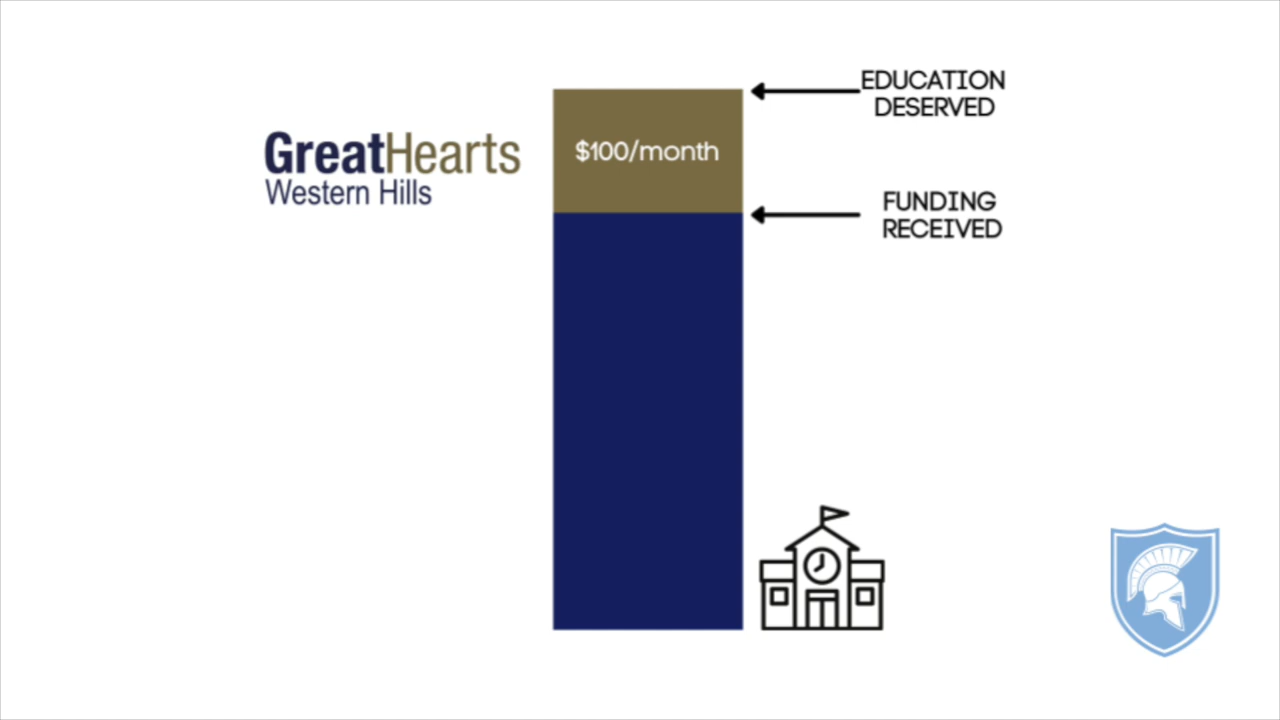 EDUCATION
DESERVED
GreatHearts
Western Hills
$100/month
FUNDING
RECEIVED